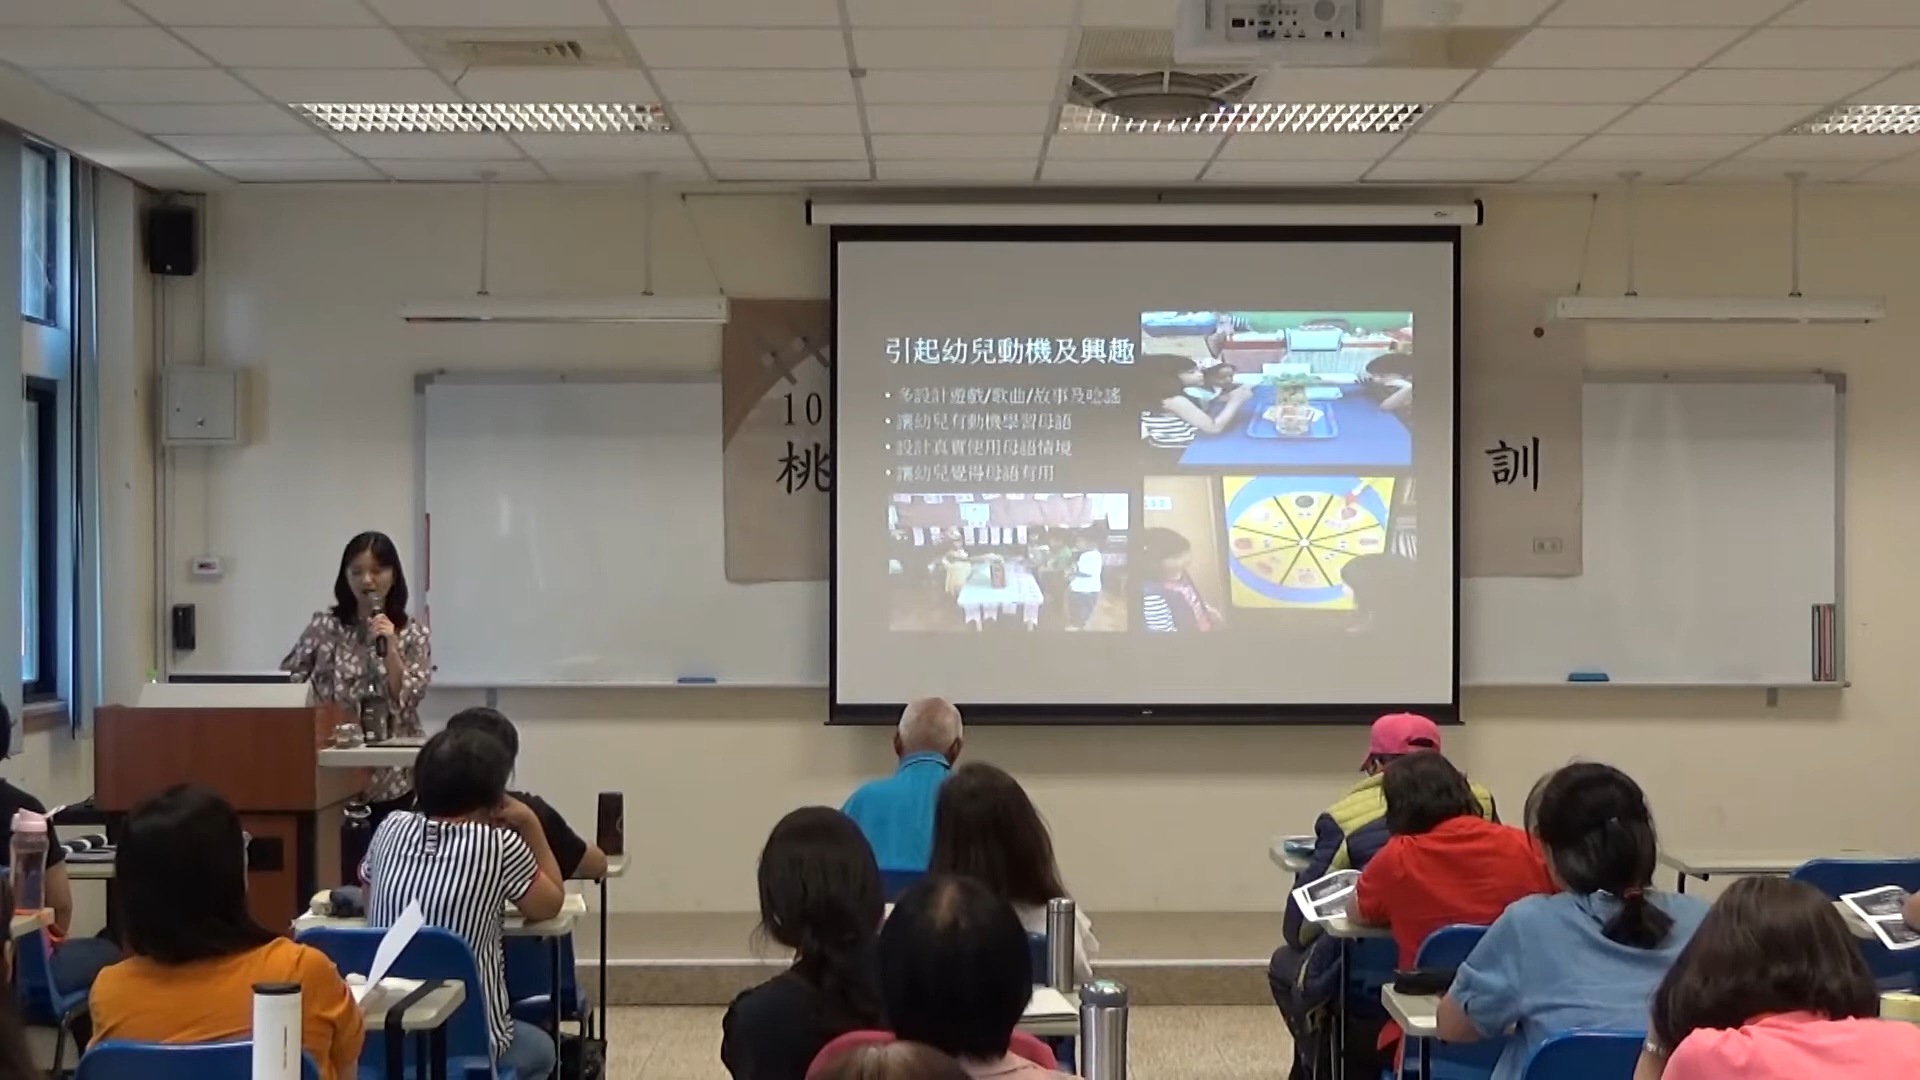 引起幼兒動機及興趣
• 多設計遊戲/歌曲/故事及唸謠
• 讓幼兒有動機學習母語
• 設計真實使用母語情境
• 讓幼兒覺得母語有用
10
桃
訓